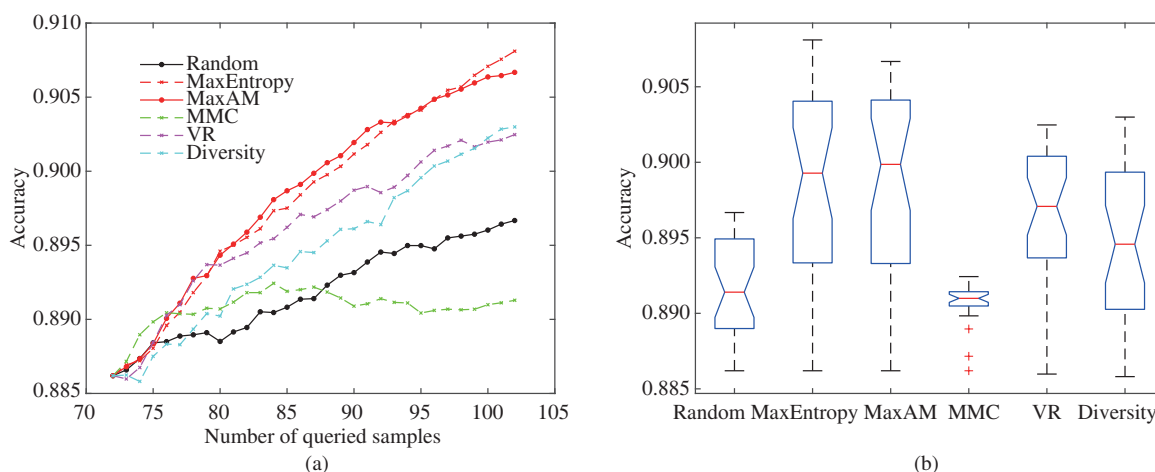 0.910
0.905
0.900
0.895
0.890
0.885
Accuracy
Random
MaxEntropy
MaxAM
MMC
VR
Diversity
70 75 80 85 90 95 100 105
Number of queried samples
(a)
0.905
0.900
0.895
0.890
0.885
Accuracy
Random MaxEntropy MaxAM MMC VR Diversity
(b)